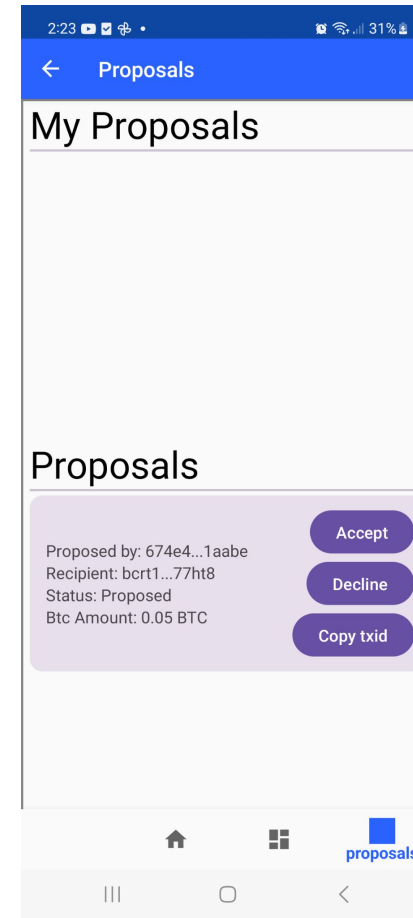 2:23
31%
Proposals
My Proposals
Proposals
Proposed by: 674e4...1aabe
Recipient: bcrt1...77ht8
Status: Proposed
Btc Amount: 0.05 BTC
Accept
Decline
Copy txid
proposals